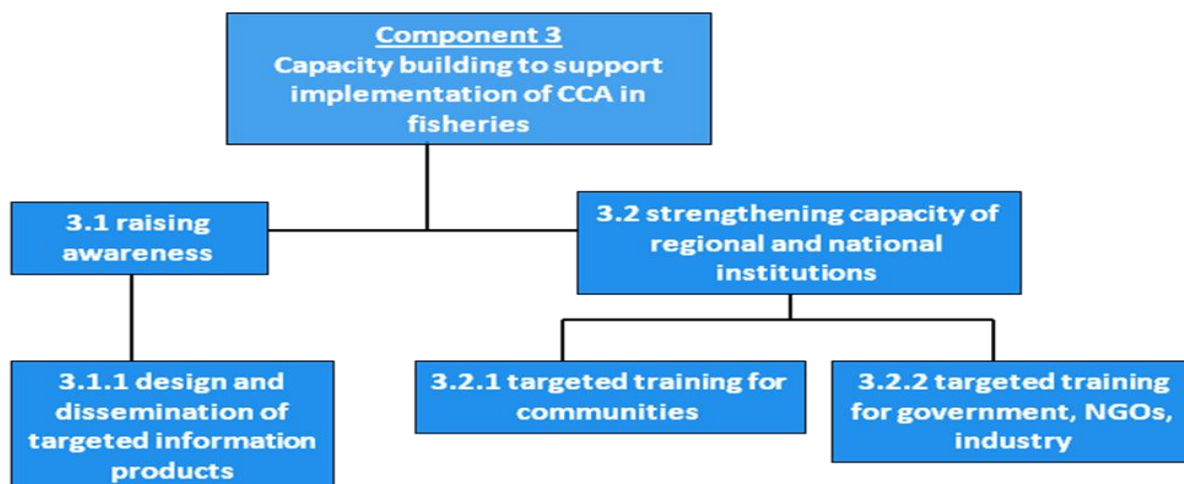 Component 3
Capacity building to support
implementation of CCA in
fisheries
3.1 raising
awareness
3.2 strengthening capacity of
regional and national
institutions
3.1.1 design and
dissemination of
targeted information
products
3.2.1 targeted training for
communities
3.2.2 targeted training
for government, NGOs,
industry